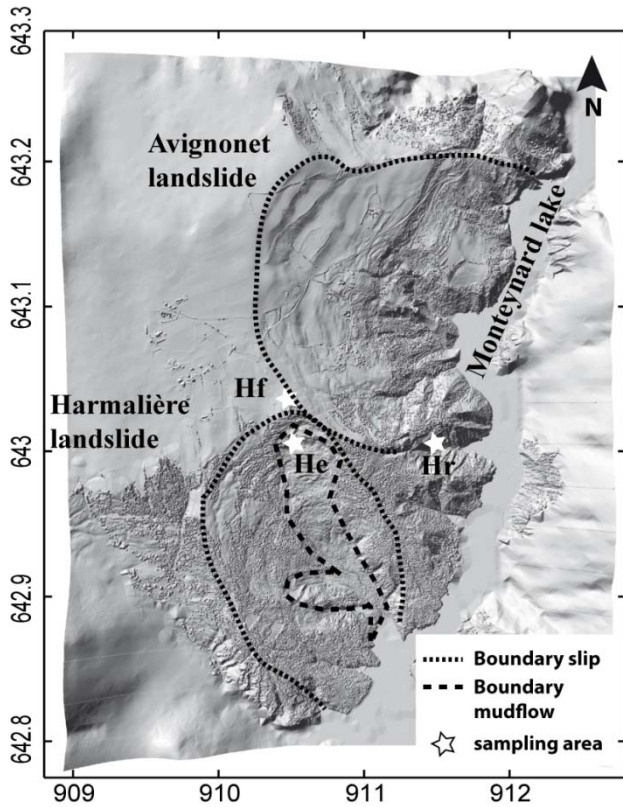 643.3
643.2
643.1
643
642.9
642.8
N
Avignonet
landslide
Monteynard lake
Hf
Harmalière
landslide
He
Hr
Boundary slip
Boundary
mudflow
sampling area
909
910
911
912